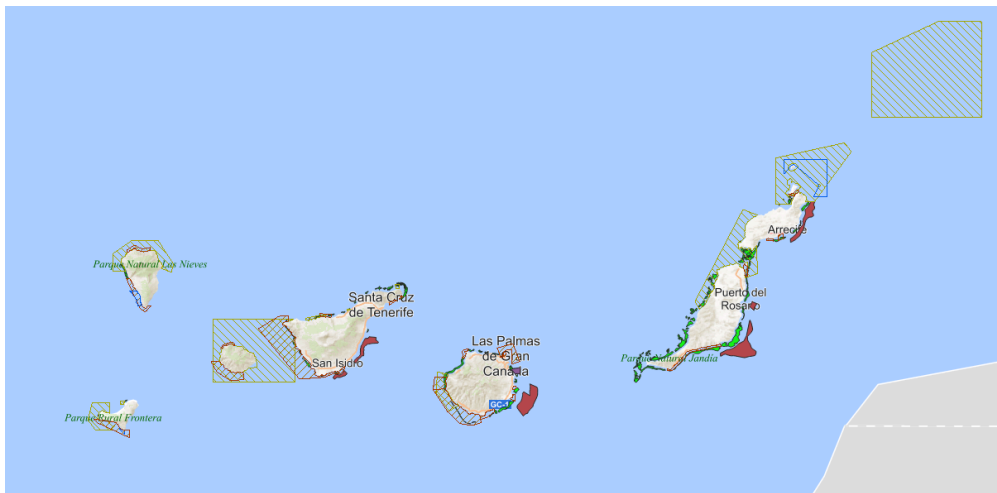 Arrecife
Parque Natural Las Nieves
Santa Cruz
de Tenerife
Puerto del
Rosario
Las Palmas
de Gran
Canaria
San Isidro
Parque Natural Jandía
GC-1
Parque Rural Frontera